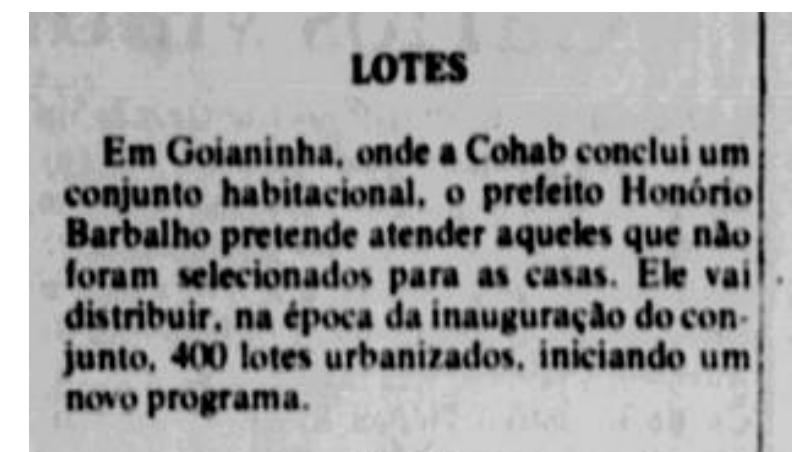 LOTES
Em Goianinha, onde a Cohab conclui um
conjunto habitacional, o prefeito Honório
Barbalho pretende atender aqueles que não
foram selecionados para as casas. Ele vai
distribuir, na época da inauguração do con-
junto, 400 lotes urbanizados, iniciando um
novo programa.